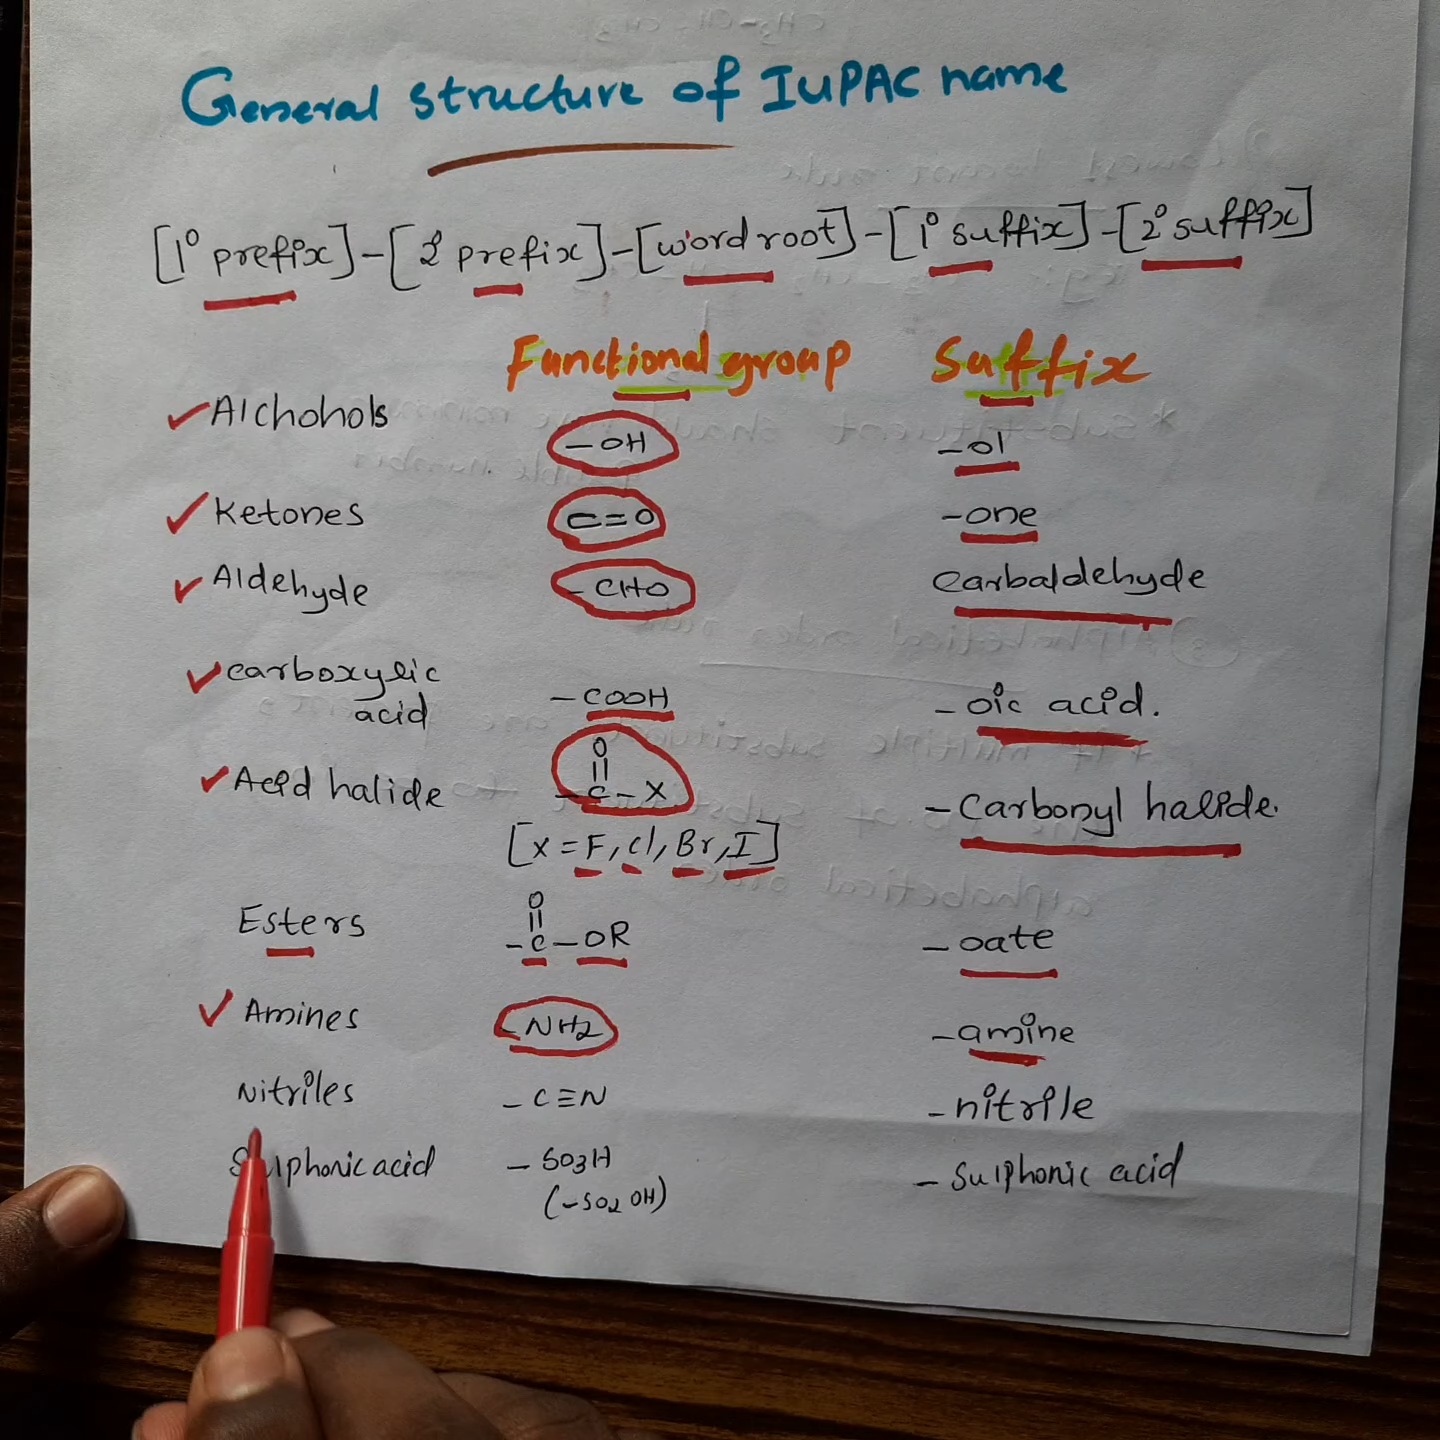 General structure of IUPAC name
[1° prefix]-[2° prefix]-[word root]-[1° suffix]-[2° suffix]
Functional group Suffix
Alchohols -OH -ol
Ketones C=O -one
Aldehyde -CHO Carbaldehyde
Carboxylic acid -COOH -oic acid.
Acid halide -C(=O)-X -Carbonyl halide.
[X = F, Cl, Br, I]
Esters -C(=O)-OR -oate
Amines -NH2 -amine
Nitriles -C≡N -nitrile
Sulphonic acid -SO3H -Sulphonic acid
(-SO2OH)